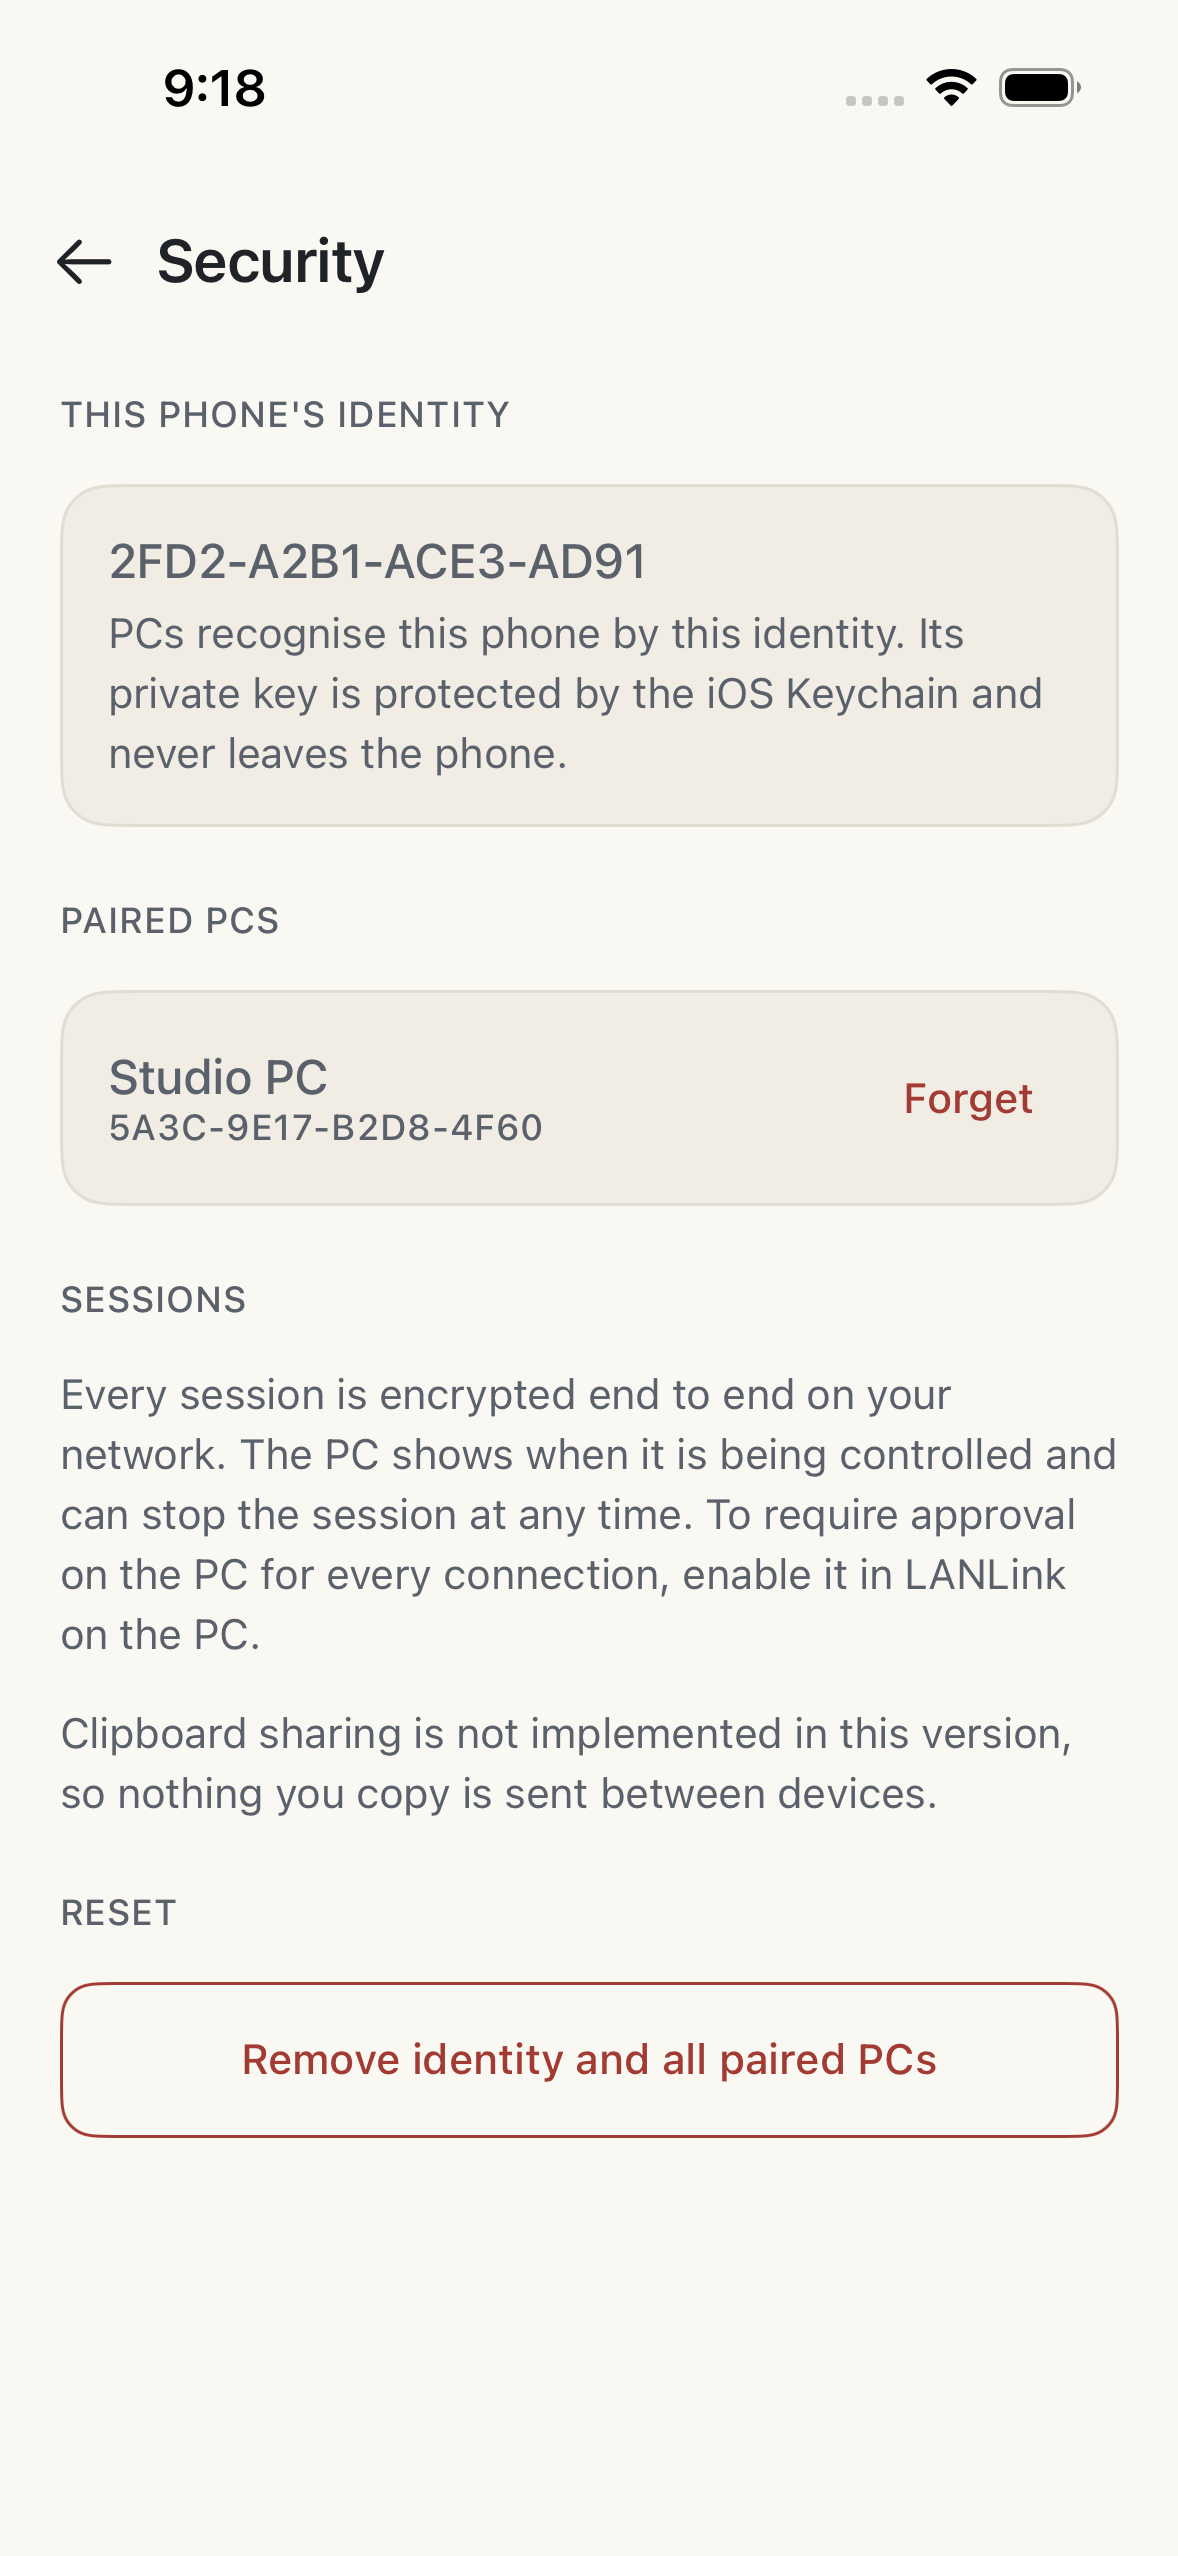 9:18
Security
THIS PHONE'S IDENTITY
2FD2-A2B1-ACE3-AD91
PCs recognise this phone by this identity. Its
private key is protected by the iOS Keychain and
never leaves the phone.
PAIRED PCS
Studio PC
5A3C-9E17-B2D8-4F60
Forget
SESSIONS
Every session is encrypted end to end on your
network. The PC shows when it is being controlled and
can stop the session at any time. To require approval
on the PC for every connection, enable it in LANLink
on the PC.
Clipboard sharing is not implemented in this version,
so nothing you copy is sent between devices.
RESET
Remove identity and all paired PCs